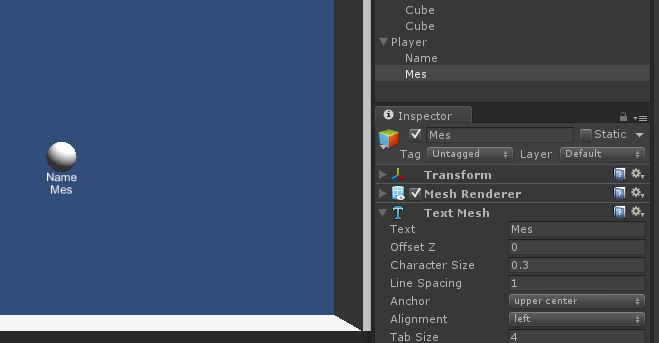 Cube
Cube
Player
Name
Mes
Inspector
Mes Static
Tag Untagged Layer Default
Transform
Mesh Renderer
Name
Mes
Text Mesh
Text Mes
Offset Z 0
Character Size 0.3
Line Spacing 1
Anchor upper center
Alignment left
Tab Size 4